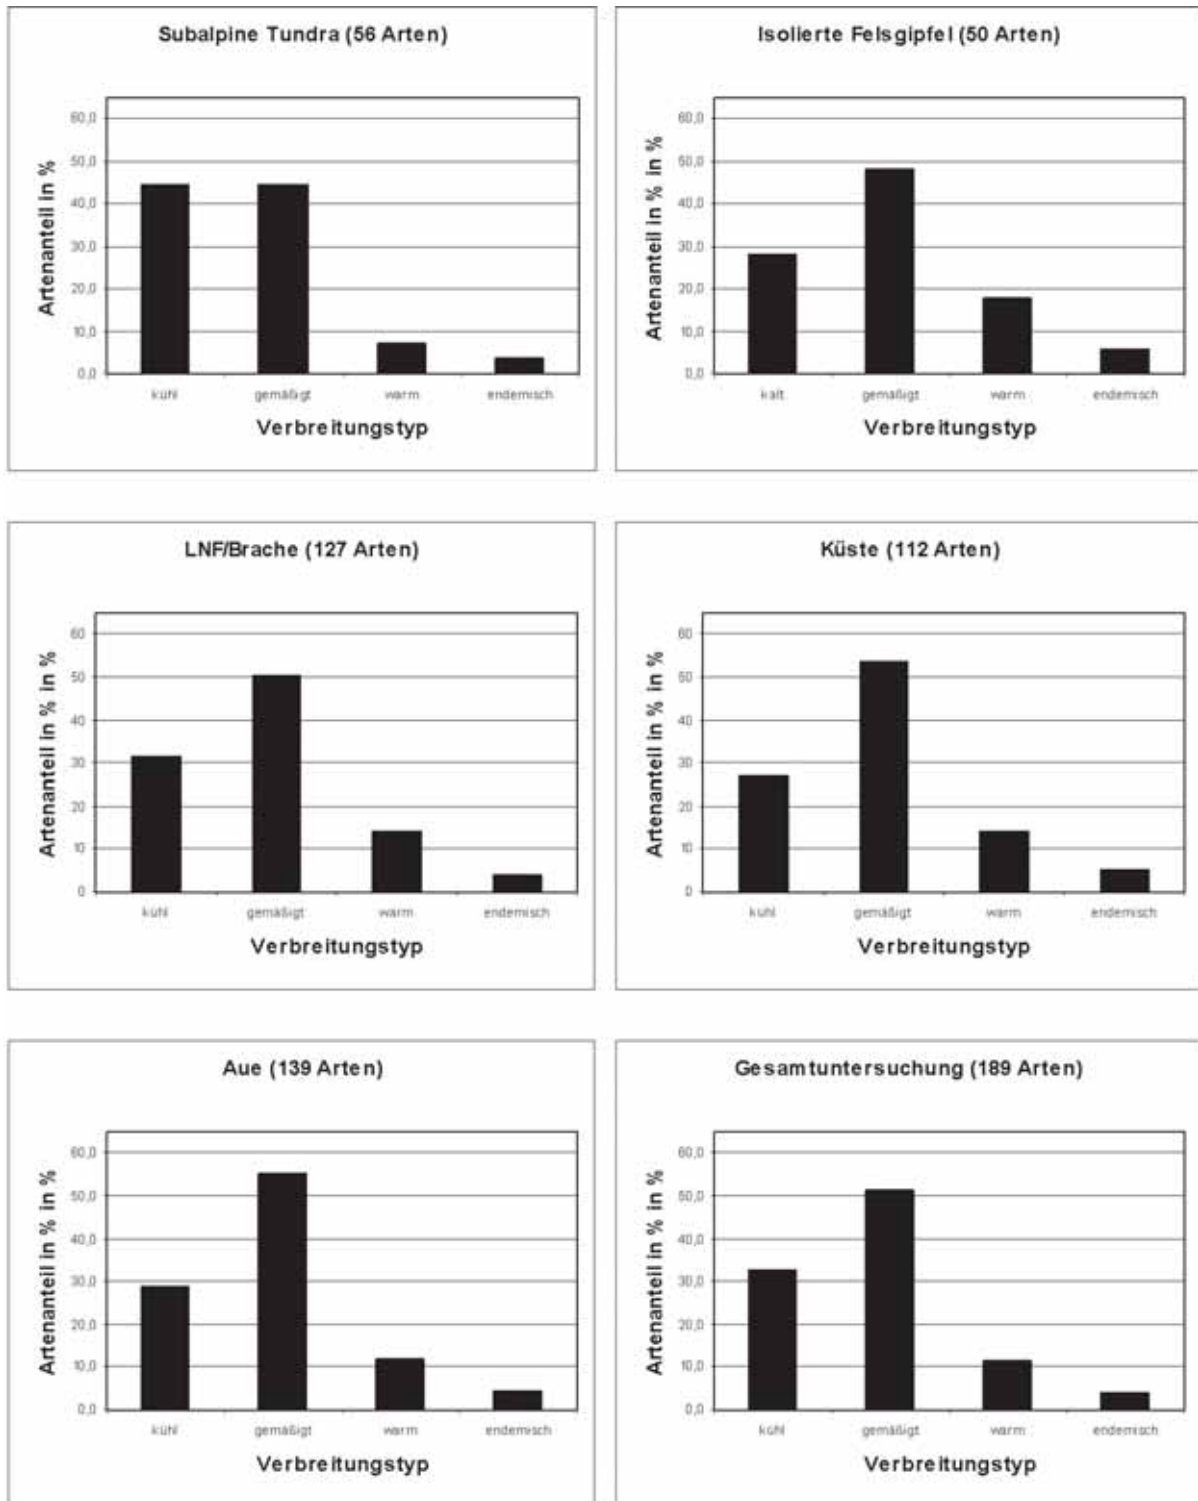 Subalpine Tundra (56 Arten)
Artenanteil in %
60,0
50,0
40,0
30,0
20,0
10,0
0,0
kühl gemäßigt warm endemisch
Verbreitungstyp
Isolierte Felsgipfel (50 Arten)
Artenanteil in % in %
60,0
50,0
40,0
30,0
20,0
10,0
0,0
kalt gemäßigt warm endemisch
Verbreitungstyp
LNF/Brache (127 Arten)
Artenanteil in % in %
60
50
40
30
20
10
0
kühl gemäßigt warm endemisch
Verbreitungstyp
Küste (112 Arten)
Artenanteil in % in %
60
50
40
30
20
10
0
kühl gemäßigt warm endemisch
Verbreitungstyp
Aue (139 Arten)
Artenanteil in % in %
60,0
50,0
40,0
30,0
20,0
10,0
0,0
kühl gemäßigt warm endemisch
Verbreitungstyp
Gesamtuntersuchung (189 Arten)
Artenanteil in % in %
60,0
50,0
40,0
30,0
20,0
10,0
0,0
kühl gemäßigt warm endemisch
Verbreitungstyp